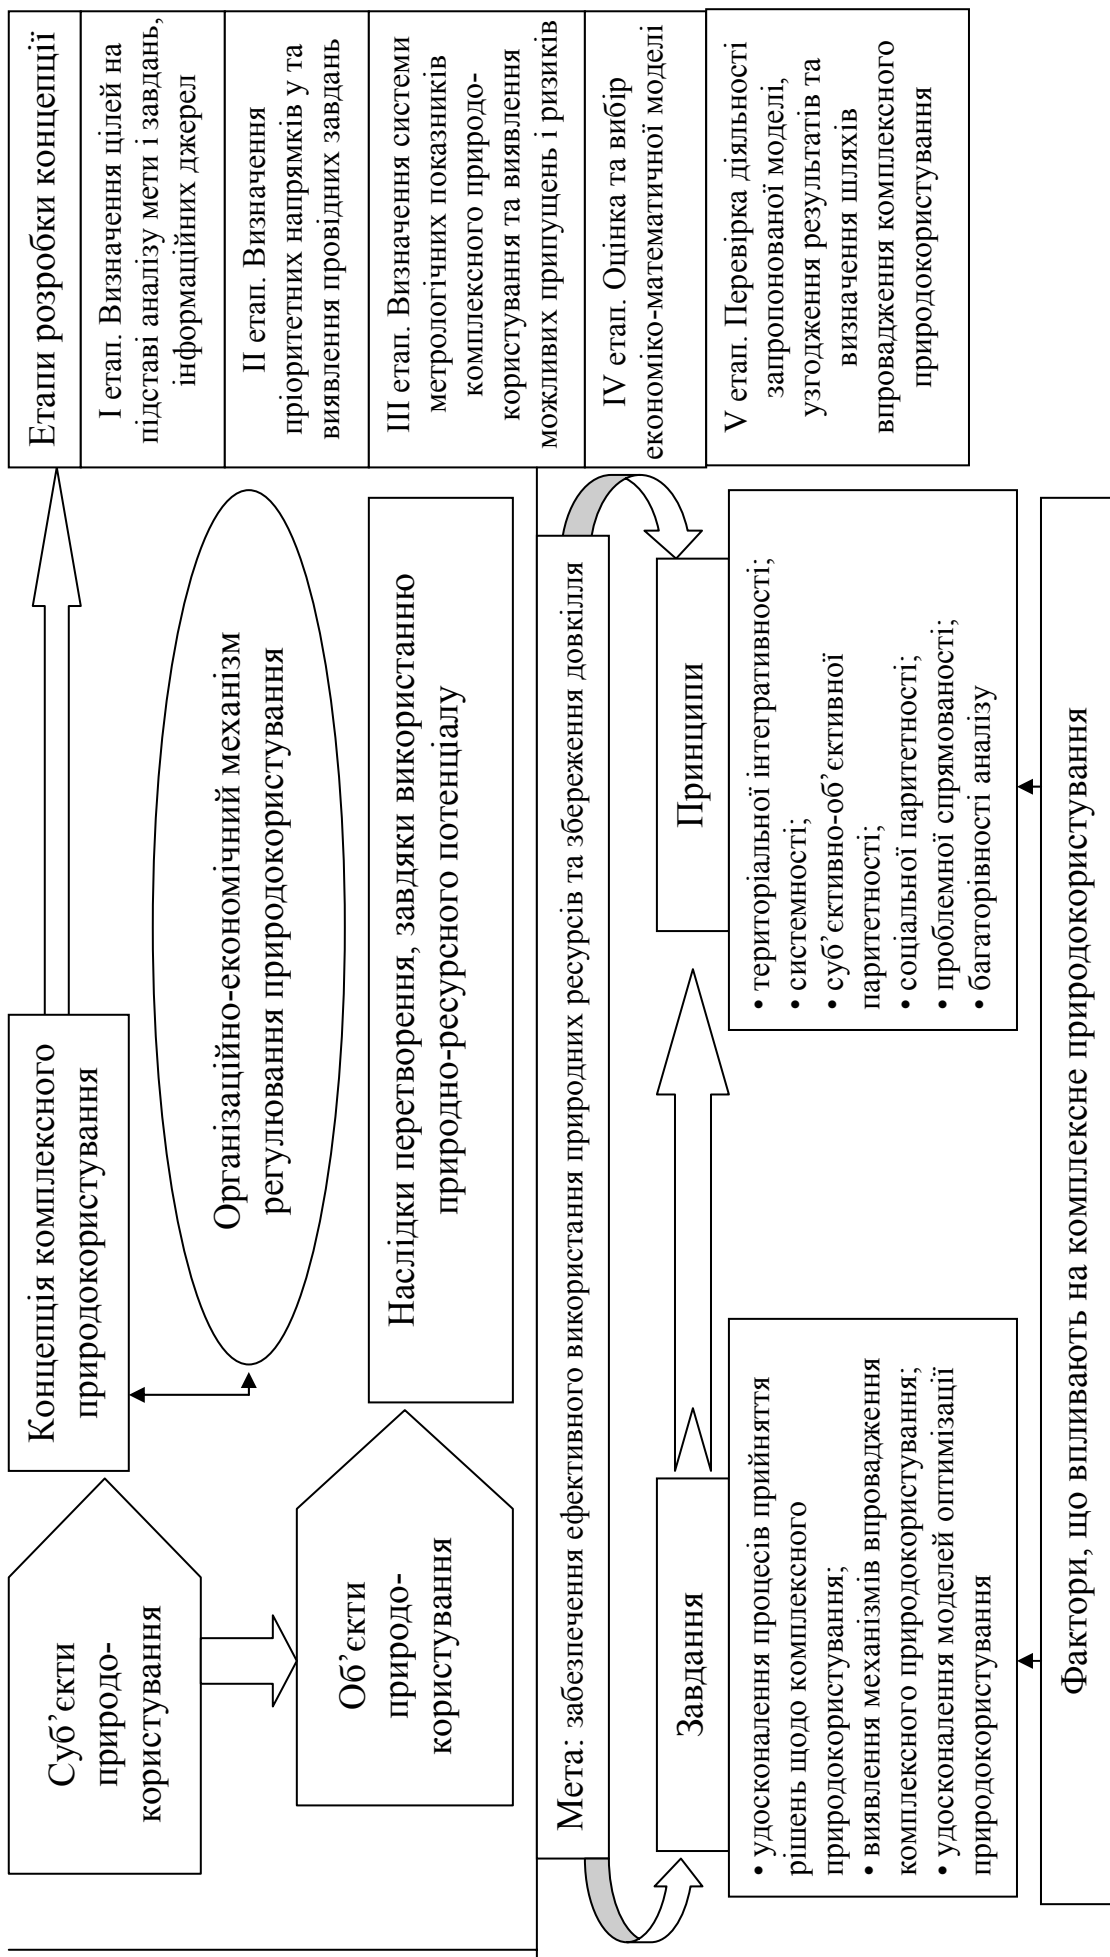 Суб’єкти
природо-
користування
Концепція комплексного
природокористування
Етапи розробки концепції
I етап. Визначення цілей на
підставі аналізу мети і завдань,
інформаційних джерел
II етап. Визначення
пріоритетних напрямків у та
виявлення провідних завдань
III етап. Визначення системи
метрологічних показників
комплексного природо-
користування та виявлення
можливих припущень і ризиків
IV етап. Оцінка та вибір
економіко-математичної моделі
V етап. Перевірка діяльності
запропонованої моделі,
узгодження результатів та
визначення шляхів
впровадження комплексного
природокористування
Організаційно-економічний механізм
регулювання природокористування
Об’єкти
природо-
користування
Наслідки перетворення, завдяки використанню
природно-ресурсного потенціалу
Мета: забезпечення ефективного використання природних ресурсів та збереження довкілля
Завдання
• удосконалення процесів прийняття
рішень щодо комплексного
природокористування;
• виявлення механізмів впровадження
комплексного природокористування;
• удосконалення моделей оптимізації
природокористування
Принципи
• територіальної інтегративності;
• системності;
• суб’єктивно-об’єктивної
паритетності;
• соціальної паритетності;
• проблемної спрямованості;
• багаторівності аналізу
Фактори, що впливають на комплексне природокористування